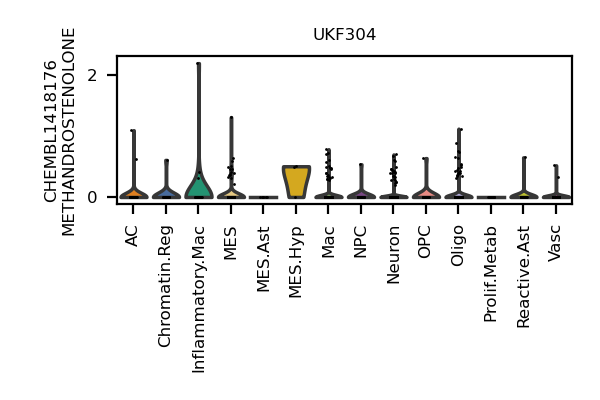 UKF304
CHEMBL1418176
METHANDROSTENOLONE
2
0
AC
Chromatin.Reg
Inflammatory.Mac
MES
MES.Ast
MES.Hyp
Mac
NPC
Neuron
OPC
Oligo
Prolif.Metab
Reactive.Ast
Vasc